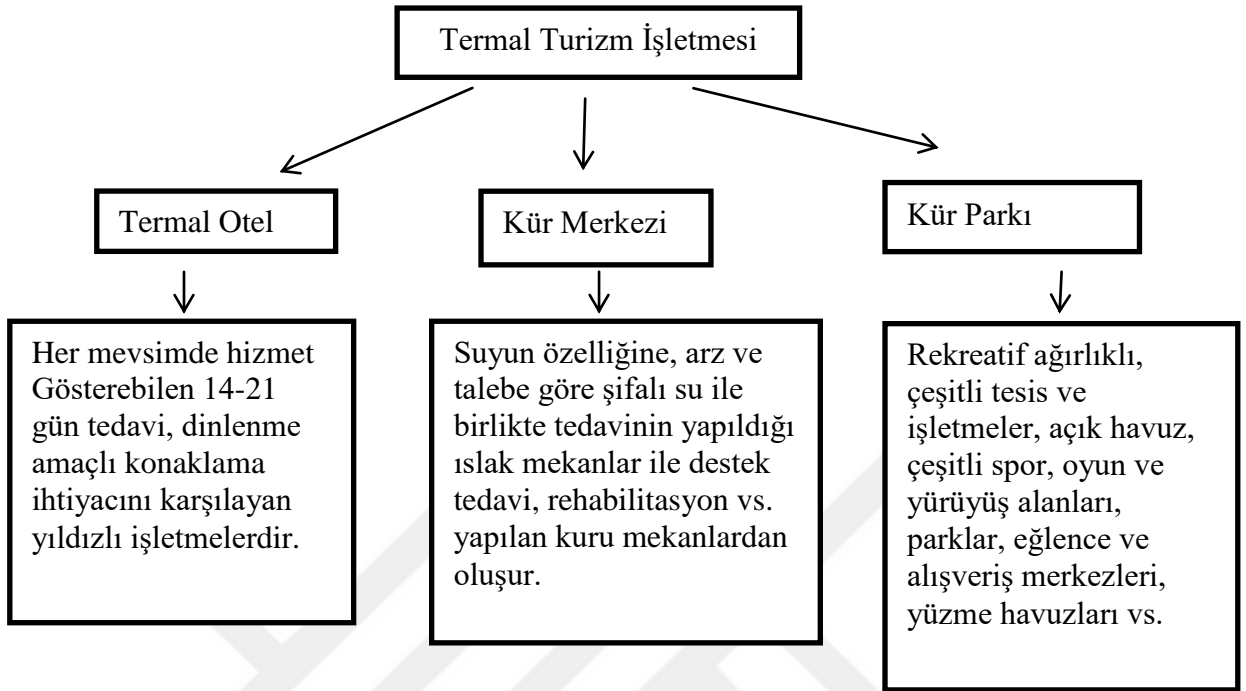 Termal Turizm İşletmesi
Termal Otel
Kür Merkezi
Kür Parkı
Her mevsimde hizmet
Gösterebilen 14-21
gün tedavi, dinlenme
amaçlı konaklama
ihtiyacını karşılayan
yıldızlı işletmelerdir.
Suyun özelliğine, arz ve
talebe göre şifalı su ile
birlikte tedavinin yapıldığı
ıslak mekanlar ile destek
tedavi, rehabilitasyon vs.
yapılan kuru mekanlardan
oluşur.
Rekreatif ağırlıklı,
çeşitli tesis ve
işletmeler, açık havuz,
çeşitli spor, oyun ve
yürüyüş alanları,
parklar, eğlence ve
alışveriş merkezleri,
yüzme havuzları vs.